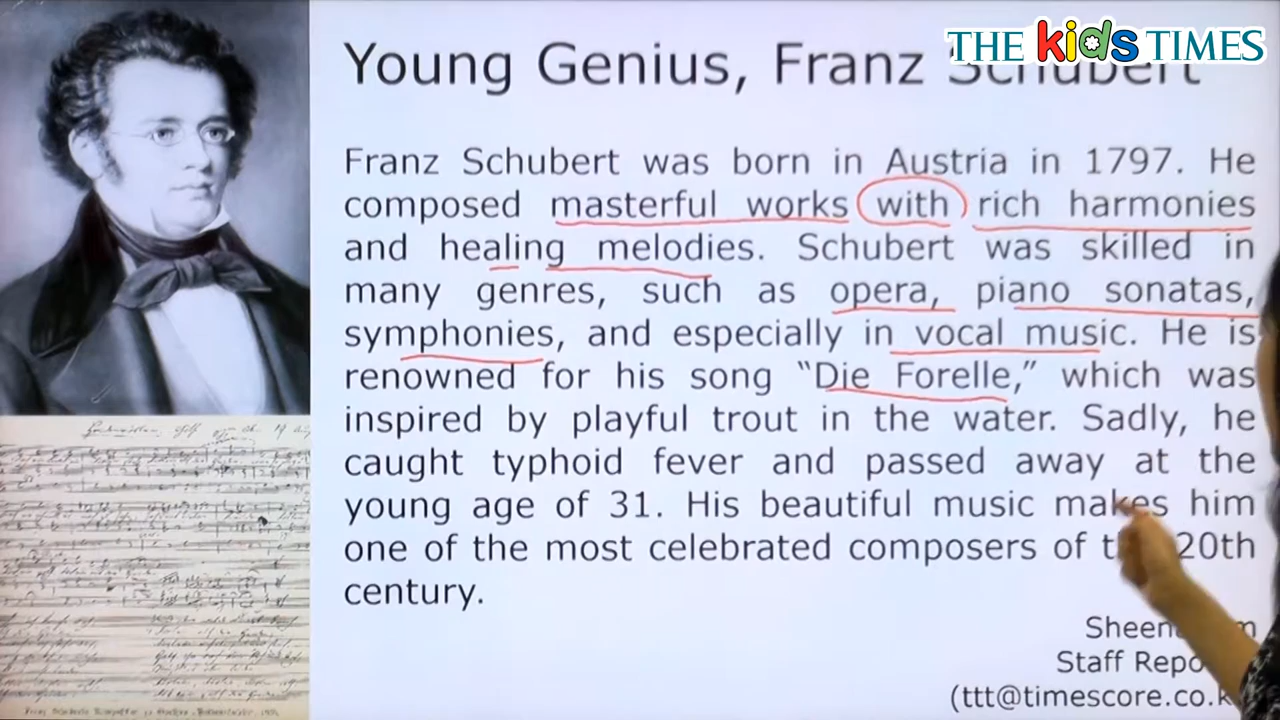 THE kids TIMES
Young Genius, Franz Schubert
Franz Schubert was born in Austria in 1797. He
composed masterful works with rich harmonies
and healing melodies. Schubert was skilled in
many genres, such as opera, piano sonatas,
symphonies, and especially in vocal music. He is
renowned for his song “Die Forelle,” which was
inspired by playful trout in the water. Sadly, he
caught typhoid fever and passed away at the
young age of 31. His beautiful music makes him
one of the most celebrated composers of 20th
century.
Staff
(ttt@timescore.co.k